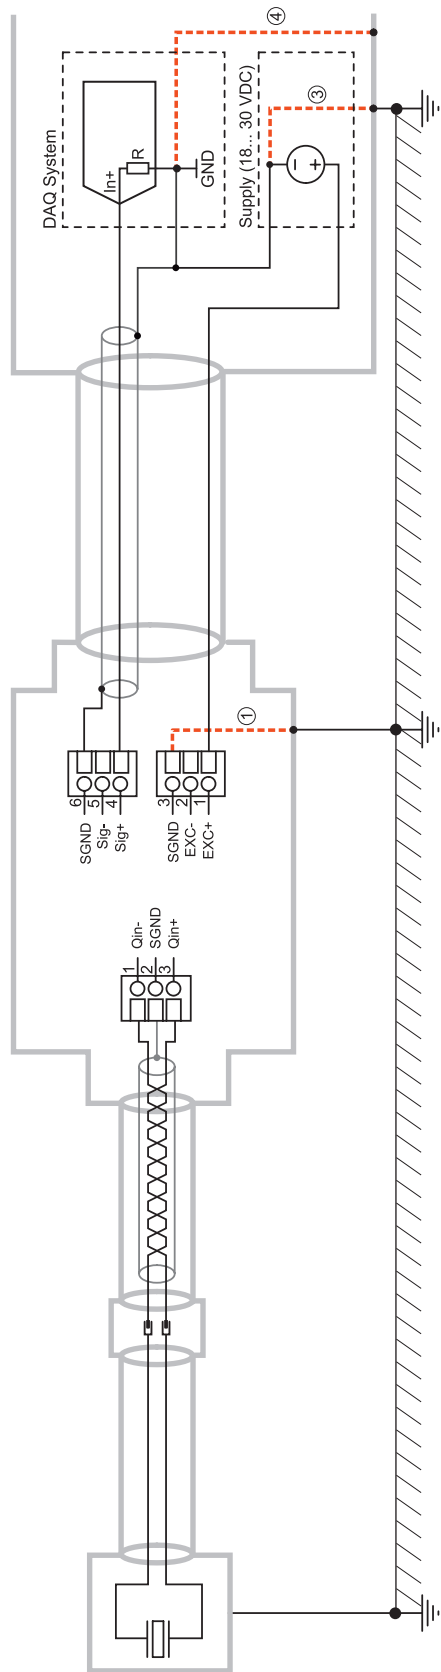 ④
③
DAQ System
In+
R
GND
Supply (18... 30 VDC)
①
6
5
4
SGND
Sig-
Sig+
3
2
1
SGND
EXC-
EXC+
Qin-
SGND
Qin+
1
2
3